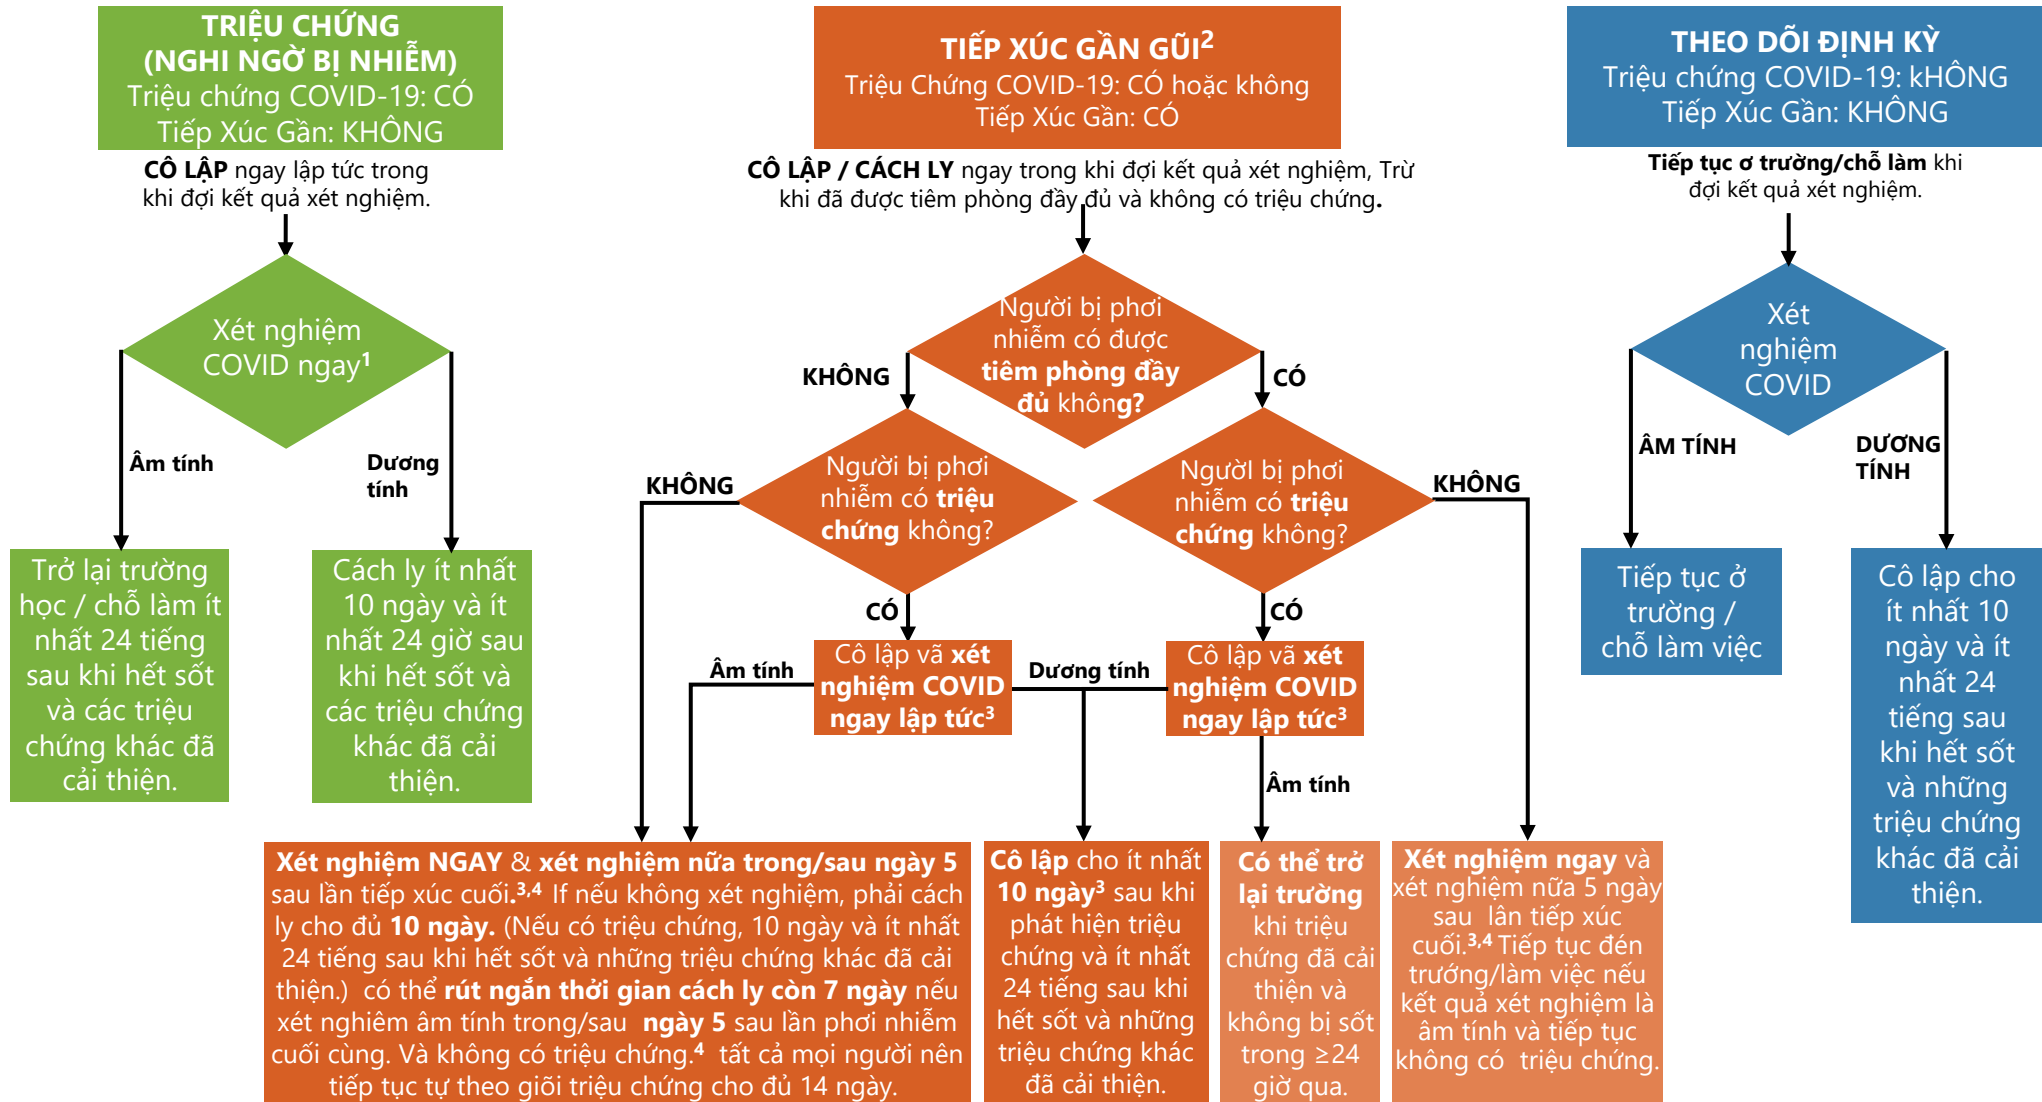 TRIỆU CHỨNG
(NGHI NGỜ BỊ NHIỄM)
Triệu chứng COVID-19: CÓ
Tiếp Xúc Gần: KHÔNG
CÔ LẬP ngay lập tức trong
khi đợi kết quả xét nghiệm.
Xét nghiệm
COVID ngay¹
Âm tính
Dương
tính
Trở lại trường
học / chỗ làm ít
nhất 24 tiếng
sau khi hết sốt
và các triệu
chứng khác đã
cải thiện.
Cách ly ít nhất
10 ngày và ít
nhất 24 giờ sau
khi hết sốt và
các triệu chứng
khác đã cải
thiện.
TIẾP XÚC GẦN GŨI²
Triệu Chứng COVID-19: CÓ hoặc không
Tiếp Xúc Gần: CÓ
CÔ LẬP / CÁCH LY ngay trong khi đợi kết quả xét nghiệm, Trừ
khi đã được tiêm phòng đầy đủ và không có triệu chứng.
Người bị phơi
nhiễm có được
tiêm phòng đầy
đủ không?
KHÔNG
CÓ
Người bị phơi
nhiễm có triệu
chứng không?
KHÔNG
CÓ
Ngườl bị phơi
nhiễm có triệu
chứng không?
KHÔNG
CÓ
Cô lập vã xét
nghiệm COVID
ngay lập tức³
Âm tính
Dương tính
Cô lập vã xét
nghiệm COVID
ngay lập tức³
Âm tính
Xét nghiệm NGAY & xét nghiệm nữa trong/sau ngày 5
sau lần tiếp xúc cuối.³,⁴ If nếu không xét nghiệm, phải cách
ly cho đủ 10 ngày. (Nếu có triệu chứng, 10 ngày và ít nhất
24 tiếng sau khi hết sốt và những triệu chứng khác đã cải
thiện.) có thể rút ngắn thởi gian cách ly còn 7 ngày nếu
xét nghiêm âm tính trong/sau ngày 5 sau lần phơi nhiễm
cuối cùng. Và không có triệu chứng.⁴ tất cả mọi người nên
tiếp tục tự theo giõi triệu chứng cho đủ 14 ngày.
Cô lập cho ít nhất
10 ngày³ sau khi
phát hiện triệu
chứng và ít nhất
24 tiếng sau khi
hết sốt và những
triệu chứng khác
đã cải thiện.
Có thể trở
lại trường
khi triệu
chứng đã cải
thiện và
không bị sốt
trong ≥24
giờ qua.
Xét nghiệm ngay và
xét nghiệm nữa 5 ngày
sau lân tiếp xúc
cuối.³,⁴ Tiếp tục đén
trướng/làm việc nếu
kết quả xét nghiệm là
âm tính và tiếp tục
không có triệu chứng.
THEO DÕI ĐỊNH KỲ
Triệu chứng COVID-19: kHÔNG
Tiếp Xúc Gần: KHÔNG
Tiếp tục ơ trường/chỗ làm khi
đợi kết quả xét nghiệm.
Xét
nghiệm
COVID
ÂM TÍNH
DƯƠNG
TÍNH
Tiếp tục ở
trường /
chỗ làm việc
Cô lập cho
ít nhất 10
ngày và ít
nhất 24
tiếng sau
khi hết sốt
và những
triệu chứng
khác đã cải
thiện.